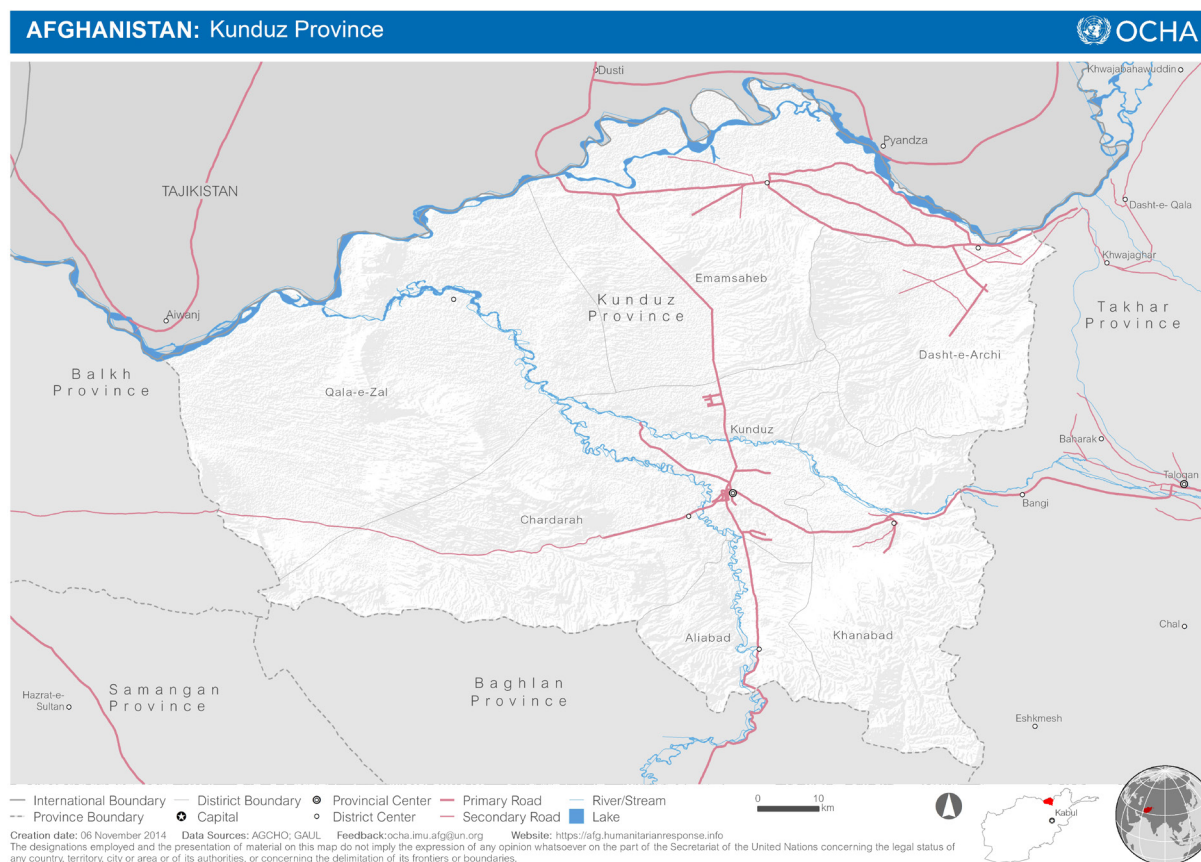 AFGHANISTAN: Kunduz Province
OCHA
Khwajabahawuddin
Dusti
Pyandza
TAJIKISTAN
Dasht-e- Qala
Khwajaghar
Emamsaheb
Kunduz
Province
Takhar
Province
Aiwanj
Dasht-e-Archi
Balkh
Province
Qala-e-Zal
Kunduz
Baharak
Taloqan
Bangi
Chardarah
Chal
Aliabad
Khanabad
Baghlan
Province
Samangan
Province
Hazrat-e-
Sultan
Eshkmesh
International Boundary District Boundary Provincial Center Primary Road River/Stream
Province Boundary Capital District Center Secondary Road Lake
0 10
km
Kabul
Creation date: 06 November 2014 Data Sources: AGCHO; GAUL Feedback:ocha.imu.afg@un.org Website: https://afg.humanitarianresponse.info
The designations employed and the presentation of material on this map do not imply the expression of any opinion whatsoever on the part of the Secretariat of the United Nations concerning the legal status of
any country, territory, city or area or of its authorities, or concerning the delimitation of its frontiers or boundaries.